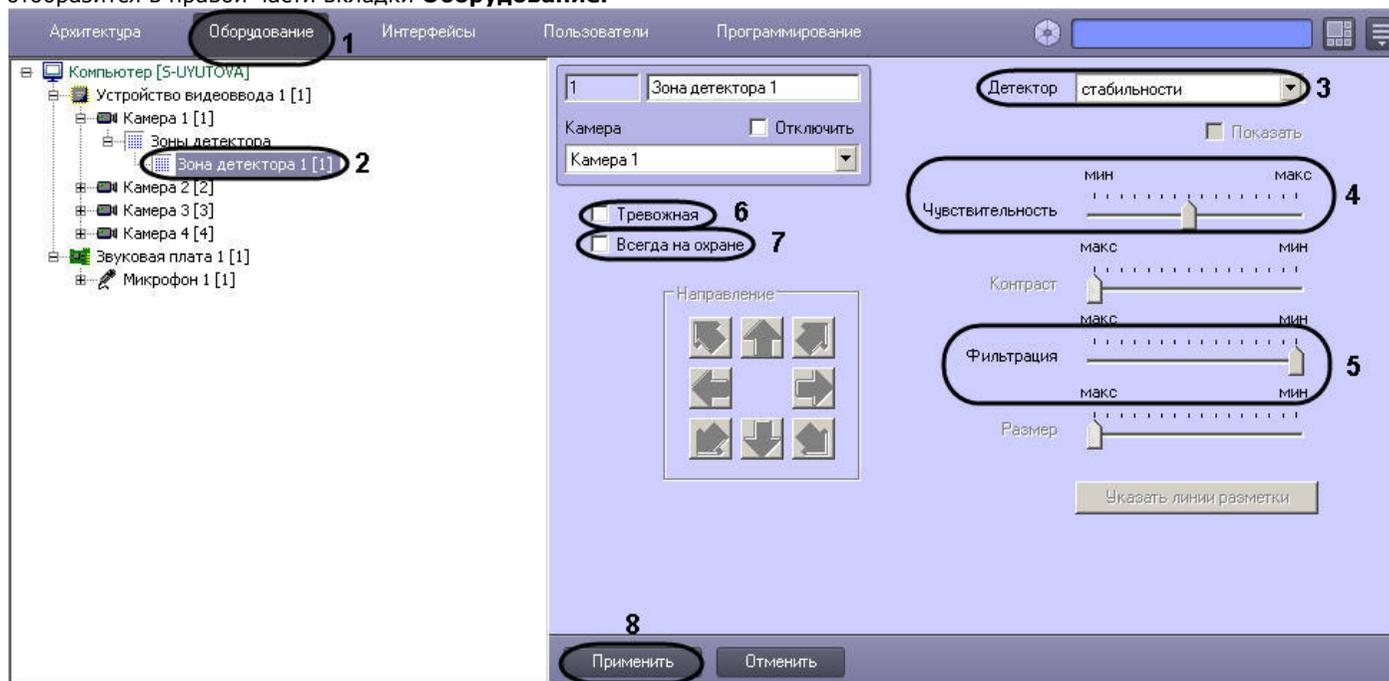 отобразится в правой части вкладки Оборудование.
Архитектура Оборудование 1 Интерфейсы Пользователи Программирование
Компьютер [S-UYUTOVA]
Устройство видеоввода 1 [1]
Камера 1 [1]
Зоны детектора
Зона детектора 1 [1] 2
Камера 2 [2]
Камера 3 [3]
Камера 4 [4]
Звуковая плата 1 [1]
Микрофон 1 [1]
1 Зона детектора 1
Камера Отключить
Камера 1
Тревожная 6
Всегда на охране 7
Направление
Детектор стабильности 3
Показать
мин макс
Чувствительность 4
макс мин
Контраст
макс мин
Фильтрация 5
макс мин
Размер
Указать линии разметки
8
Применить Отменить